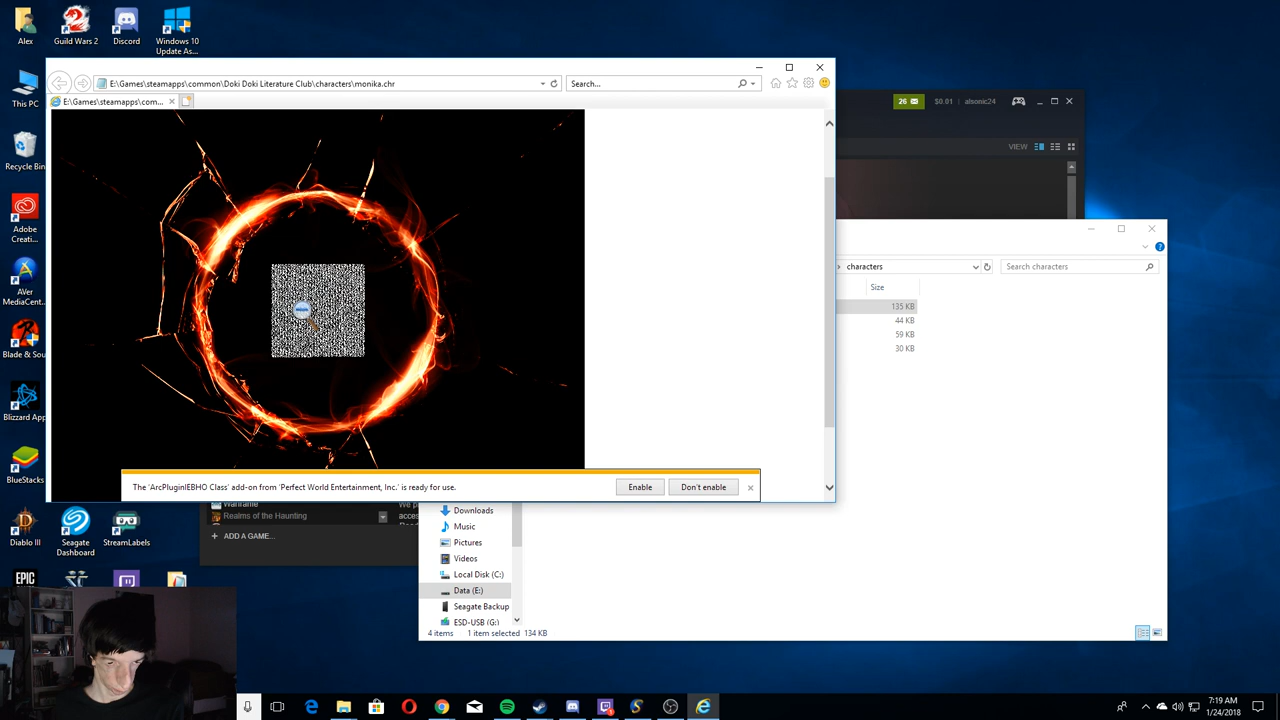 Alex
Guild Wars 2
Discord
Windows 10
Update As...
This PC
Recycle Bin
Adobe
Creati...
AVer
MediaCent...
Blade & Sou
Blizzard App
BlueStacks
Diablo III
Seagate
Dashboard
StreamLabels
EPIC
E:\Games\steamapps\common\Doki Doki Literature Club\characters\monika.chr
Search...
E:\Games\steamapps\com...
The 'ArcPluginIEBHO Class' add-on from 'Perfect World Entertainment, Inc.' is ready for use.
Enable
Don't enable
26
$0.01
alsonic24
VIEW
characters
Search characters
Size
135 KB
44 KB
59 KB
30 KB
Warframe
Realms of the Haunting
ADD A GAME...
We p
acces
Roa
Downloads
Music
Pictures
Videos
Local Disk (C:)
Data (E:)
Seagate Backup
ESD-USB (G:)
4 items
1 item selected
134 KB
7:19 AM
1/24/2018